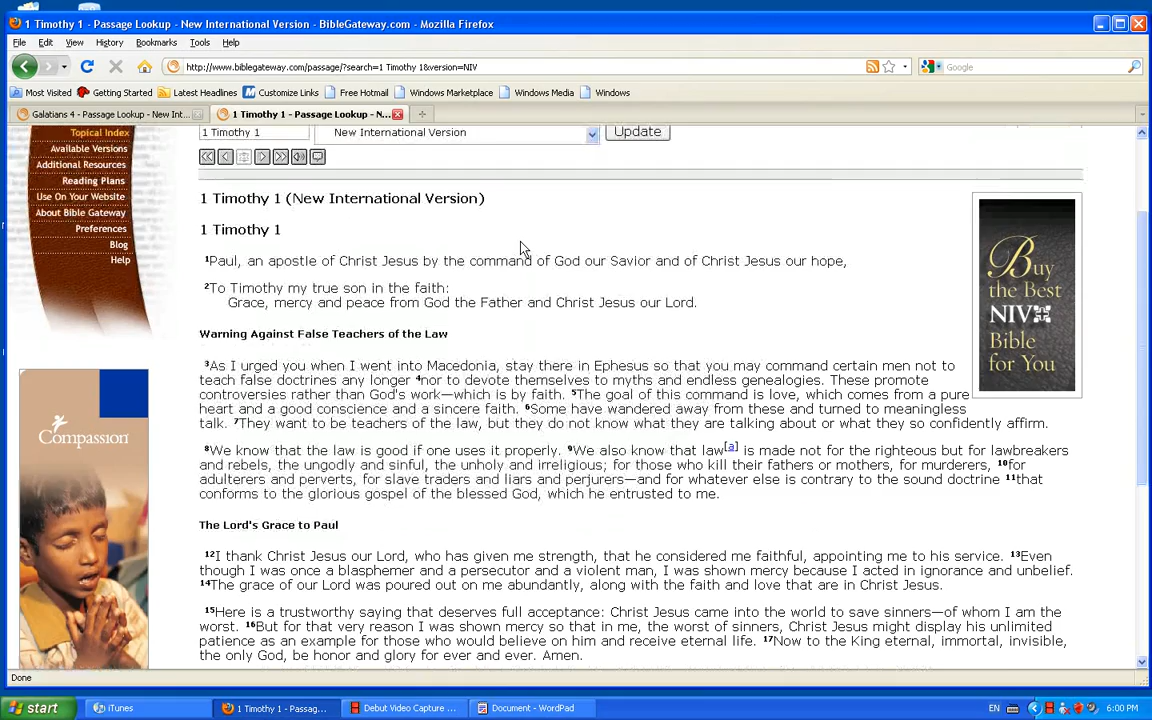 1 Timothy 1 - Passage Lookup - New International Version - BibleGateway.com - Mozilla Firefox
File Edit View History Bookmarks Tools Help
http://www.biblegateway.com/passage/?search=1 Timothy 1&version=NIV
Google
Most Visited Getting Started Latest Headlines Customize Links Free Hotmail Windows Marketplace Windows Media Windows
Galatians 4 - Passage Lookup - New Int... 1 Timothy 1 - Passage Lookup - N...
1 Timothy 1 New International Version Update
Topical Index
Available Versions
Additional Resources
Reading Plans
Use On Your Website
About Bible Gateway
Preferences
Blog
Help
Compassion
1 Timothy 1 (New International Version)
1 Timothy 1
1Paul, an apostle of Christ Jesus by the command of God our Savior and of Christ Jesus our hope,
2To Timothy my true son in the faith:
Grace, mercy and peace from God the Father and Christ Jesus our Lord.
Warning Against False Teachers of the Law
3As I urged you when I went into Macedonia, stay there in Ephesus so that you may command certain men not to
teach false doctrines any longer 4nor to devote themselves to myths and endless genealogies. These promote
controversies rather than God's work—which is by faith. 5The goal of this command is love, which comes from a pure
heart and a good conscience and a sincere faith. 6Some have wandered away from these and turned to meaningless
talk. 7They want to be teachers of the law, but they do not know what they are talking about or what they so confidently affirm.
8We know that the law is good if one uses it properly. 9We also know that law[a] is made not for the righteous but for lawbreakers
and rebels, the ungodly and sinful, the unholy and irreligious; for those who kill their fathers or mothers, for murderers, 10for
adulterers and perverts, for slave traders and liars and perjurers—and for whatever else is contrary to the sound doctrine 11that
conforms to the glorious gospel of the blessed God, which he entrusted to me.
The Lord's Grace to Paul
12I thank Christ Jesus our Lord, who has given me strength, that he considered me faithful, appointing me to his service. 13Even
though I was once a blasphemer and a persecutor and a violent man, I was shown mercy because I acted in ignorance and unbelief.
14The grace of our Lord was poured out on me abundantly, along with the faith and love that are in Christ Jesus.
15Here is a trustworthy saying that deserves full acceptance: Christ Jesus came into the world to save sinners—of whom I am the
worst. 16But for that very reason I was shown mercy so that in me, the worst of sinners, Christ Jesus might display his unlimited
patience as an example for those who would believe on him and receive eternal life. 17Now to the King eternal, immortal, invisible,
the only God, be honor and glory for ever and ever. Amen.
Buy
the Best
NIV
Bible
for You
Done
start iTunes 1 Timothy 1 - Passag... Debut Video Capture ... Document - WordPad EN 6:00 PM